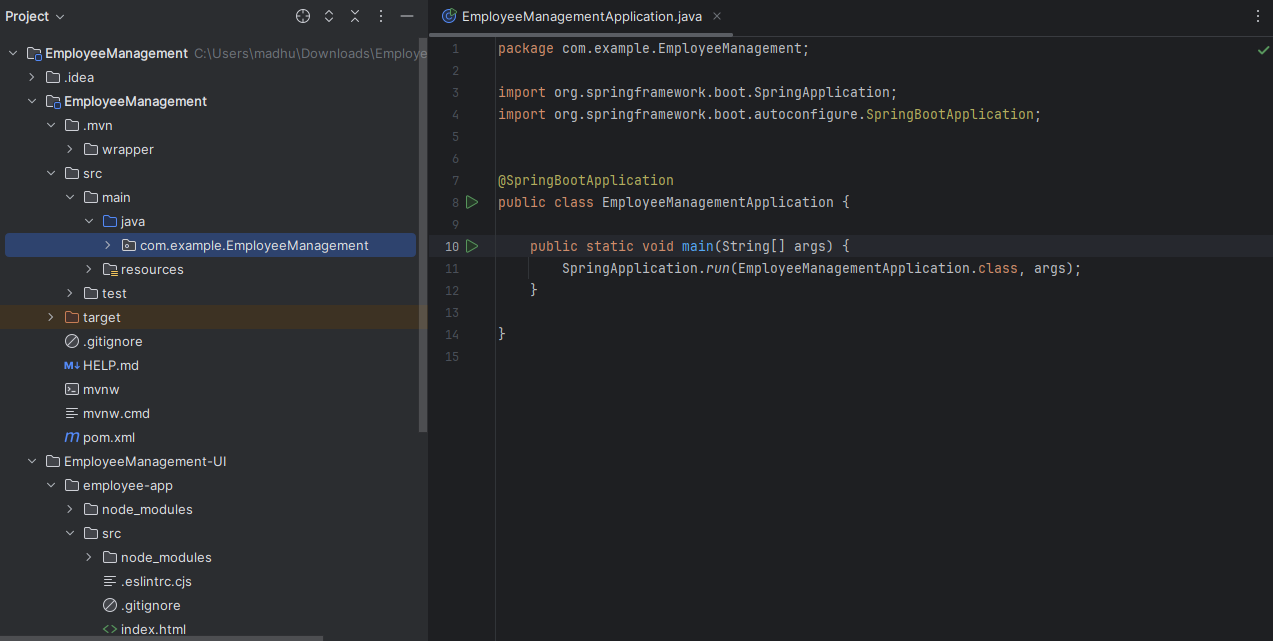 Project
EmployeeManagement C:\Users\madhu\Downloads\Employe
.idea
EmployeeManagement
.mvn
wrapper
src
main
java
com.example.EmployeeManagement
resources
test
target
.gitignore
M↓ HELP.md
mvnw
mvnw.cmd
m pom.xml
EmployeeManagement-UI
employee-app
node_modules
src
node_modules
.eslintrc.cjs
.gitignore
<> index.html
EmployeeManagementApplication.java
1 package com.example.EmployeeManagement;
2
3 import org.springframework.boot.SpringApplication;
4 import org.springframework.boot.autoconfigure.SpringBootApplication;
5
6
7 @SpringBootApplication
8 public class EmployeeManagementApplication {
9
10 public static void main(String[] args) {
11 SpringApplication.run(EmployeeManagementApplication.class, args);
12 }
13
14 }
15